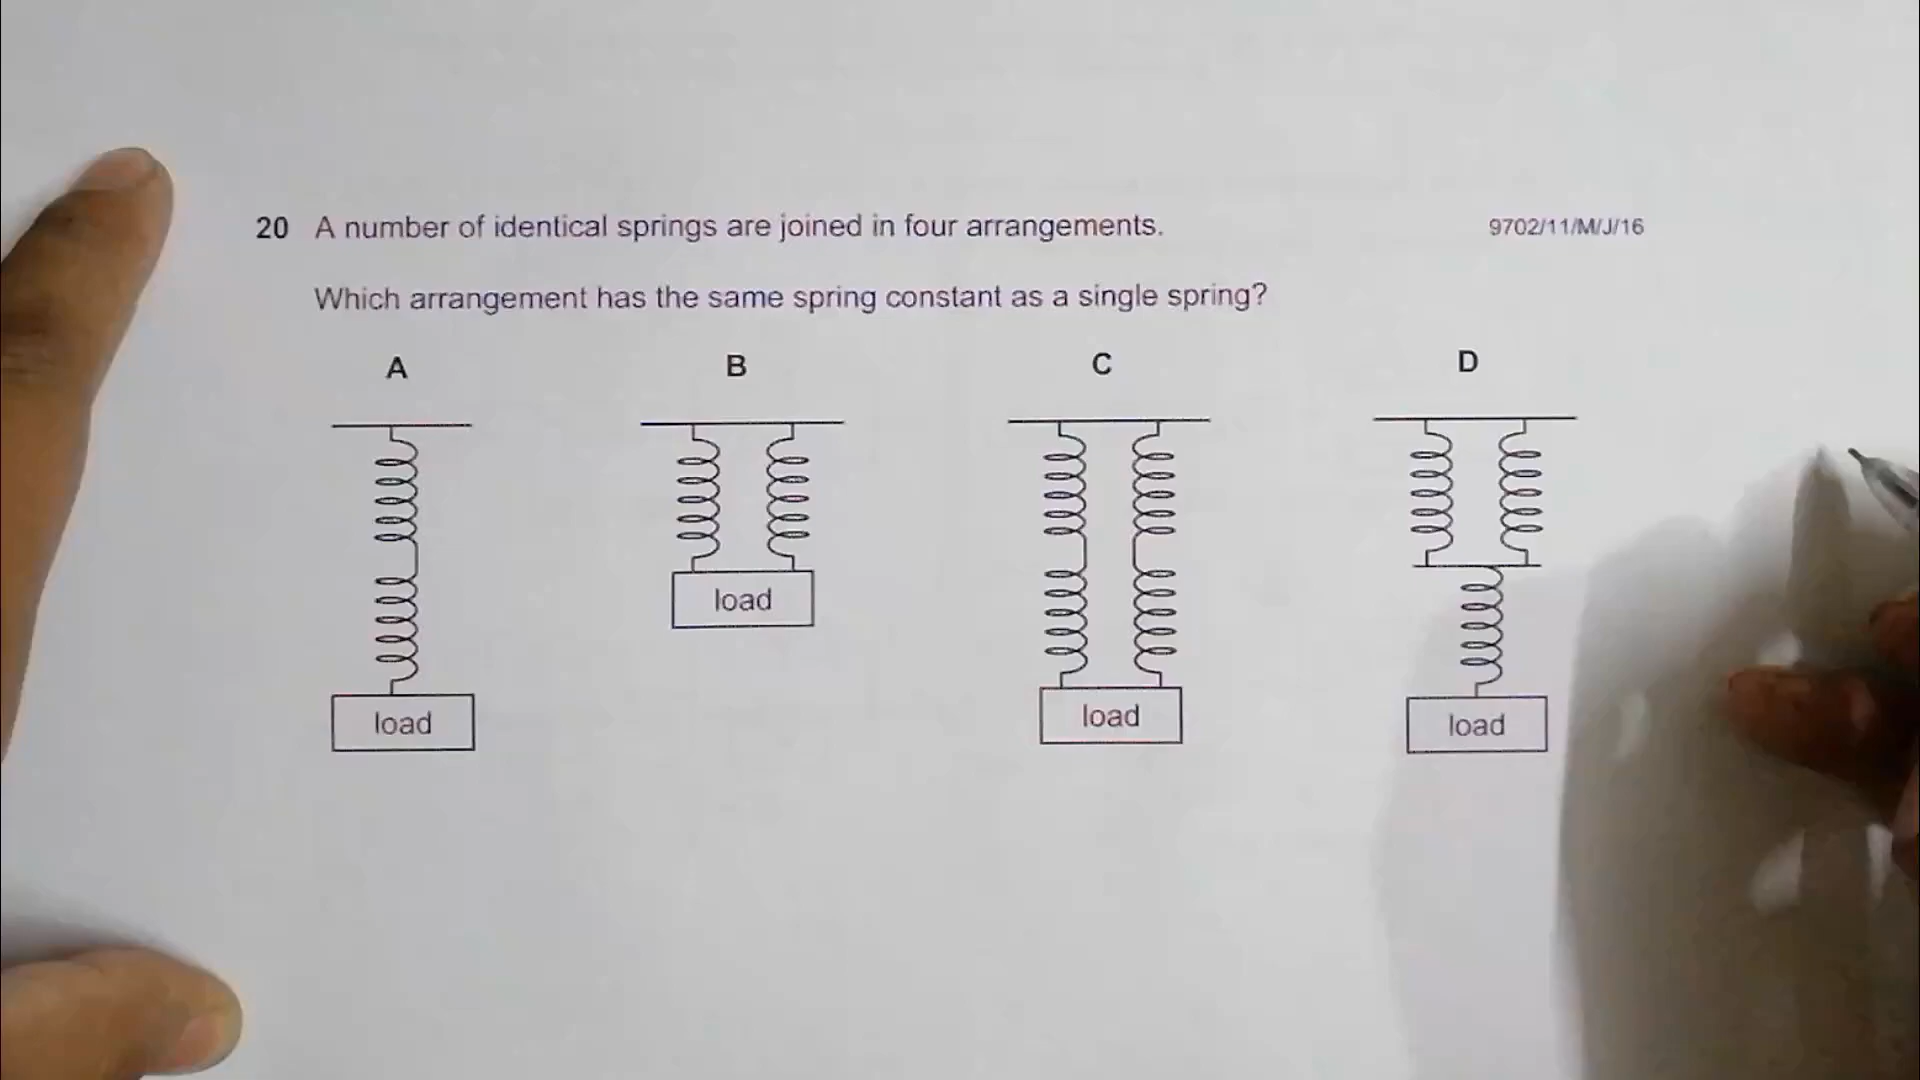 20 A number of identical springs are joined in four arrangements. 9702/11/M/J/16
Which arrangement has the same spring constant as a single spring?
A B C D
load
load
load
load